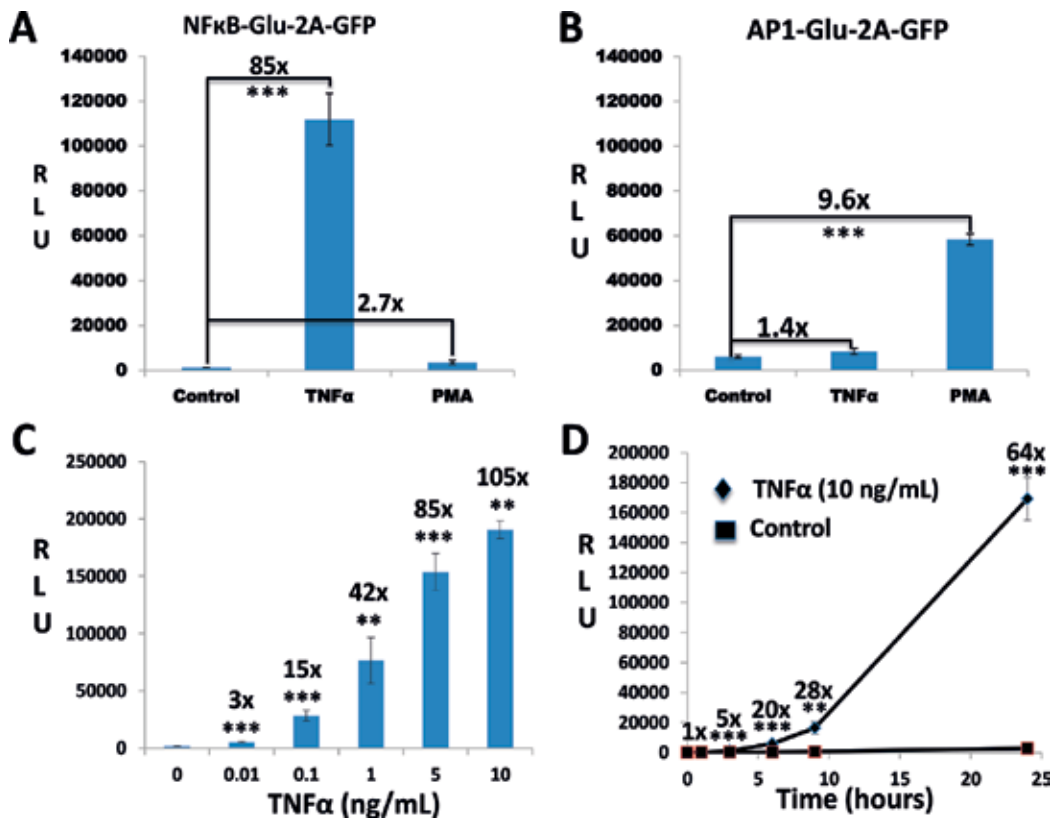 A
NFκB-Glu-2A-GFP
140000
120000
100000
80000
60000
40000
20000
0
R
L
U
85x
***
2.7x
Control TNFα PMA
B
AP1-Glu-2A-GFP
140000
120000
100000
80000
60000
40000
20000
0
R
L
U
9.6x
***
1.4x
Control TNFα PMA
C
250000
200000
150000
100000
50000
0
R
L
U
3x
***
15x
***
42x
**
85x
***
105x
**
0 0.01 0.1 1 5 10
TNFα (ng/mL)
D
200000
180000
160000
140000
120000
100000
80000
60000
40000
20000
0
R
L
U
TNFα (10 ng/mL)
Control
1x
5x
***
20x
***
28x
**
64x
***
0 5 10 15 20 25
Time (hours)